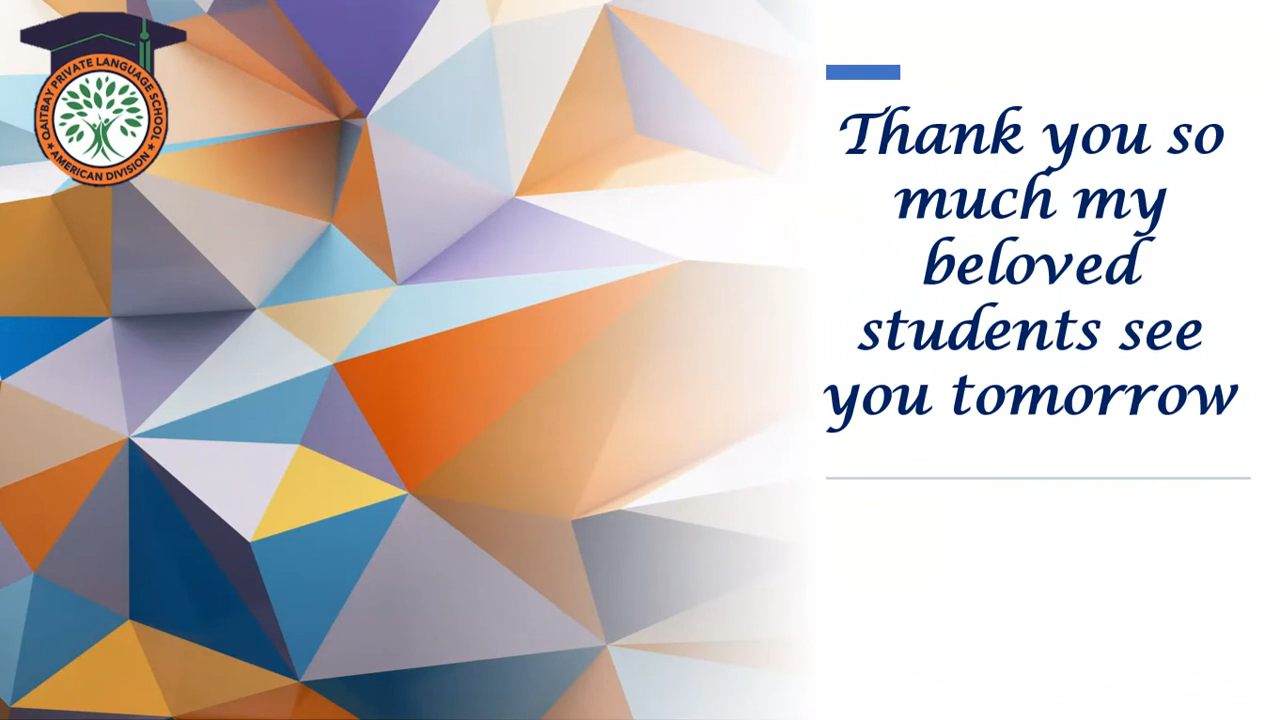 QAITBAY PRIVATE LANGUAGE SCHOOL
★ AMERICAN DIVISION ★
Thank you so
much my
beloved
students see
you tomorrow